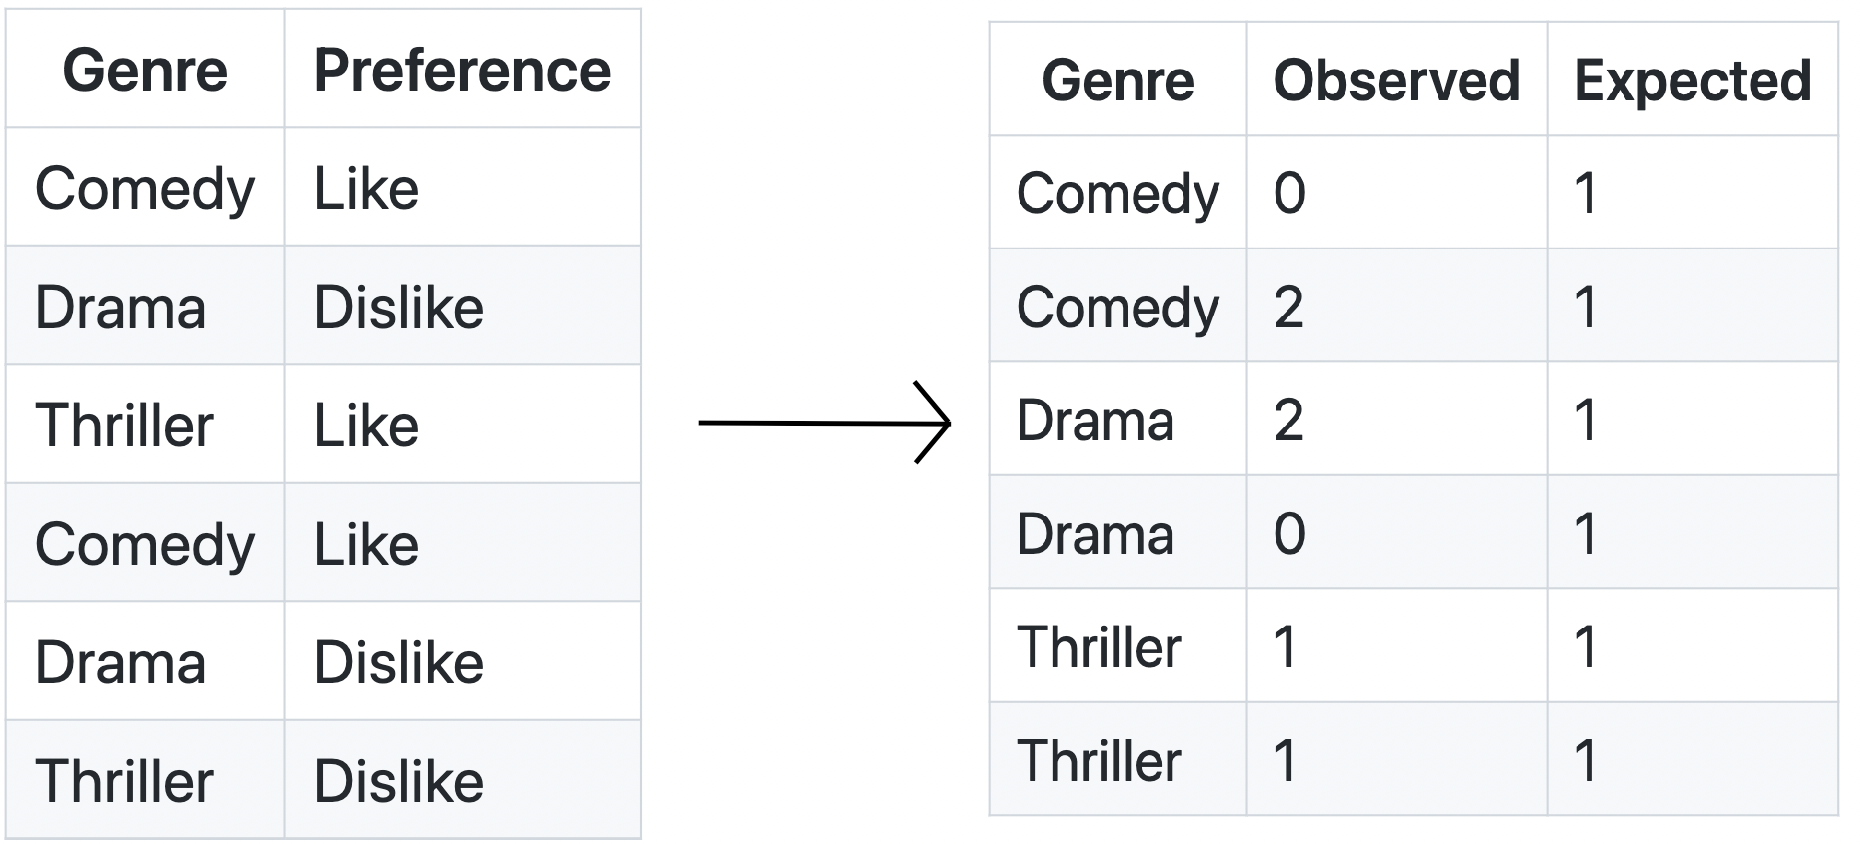 Genre Preference
Comedy Like
Drama Dislike
Thriller Like
Comedy Like
Drama Dislike
Thriller Dislike
Genre Observed Expected
Comedy 0 1
Comedy 2 1
Drama 2 1
Drama 0 1
Thriller 1 1
Thriller 1 1